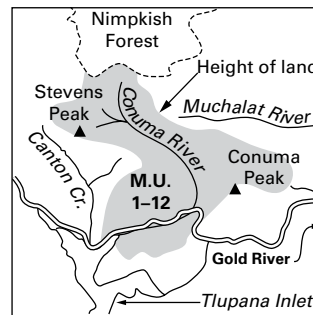 Nimpkish
Forest
Height of land
Stevens
Peak
Conuma River
Muchalat River
Canton Cr.
Conuma
Peak
M.U.
1–12
Gold River
Tlupana Inlet